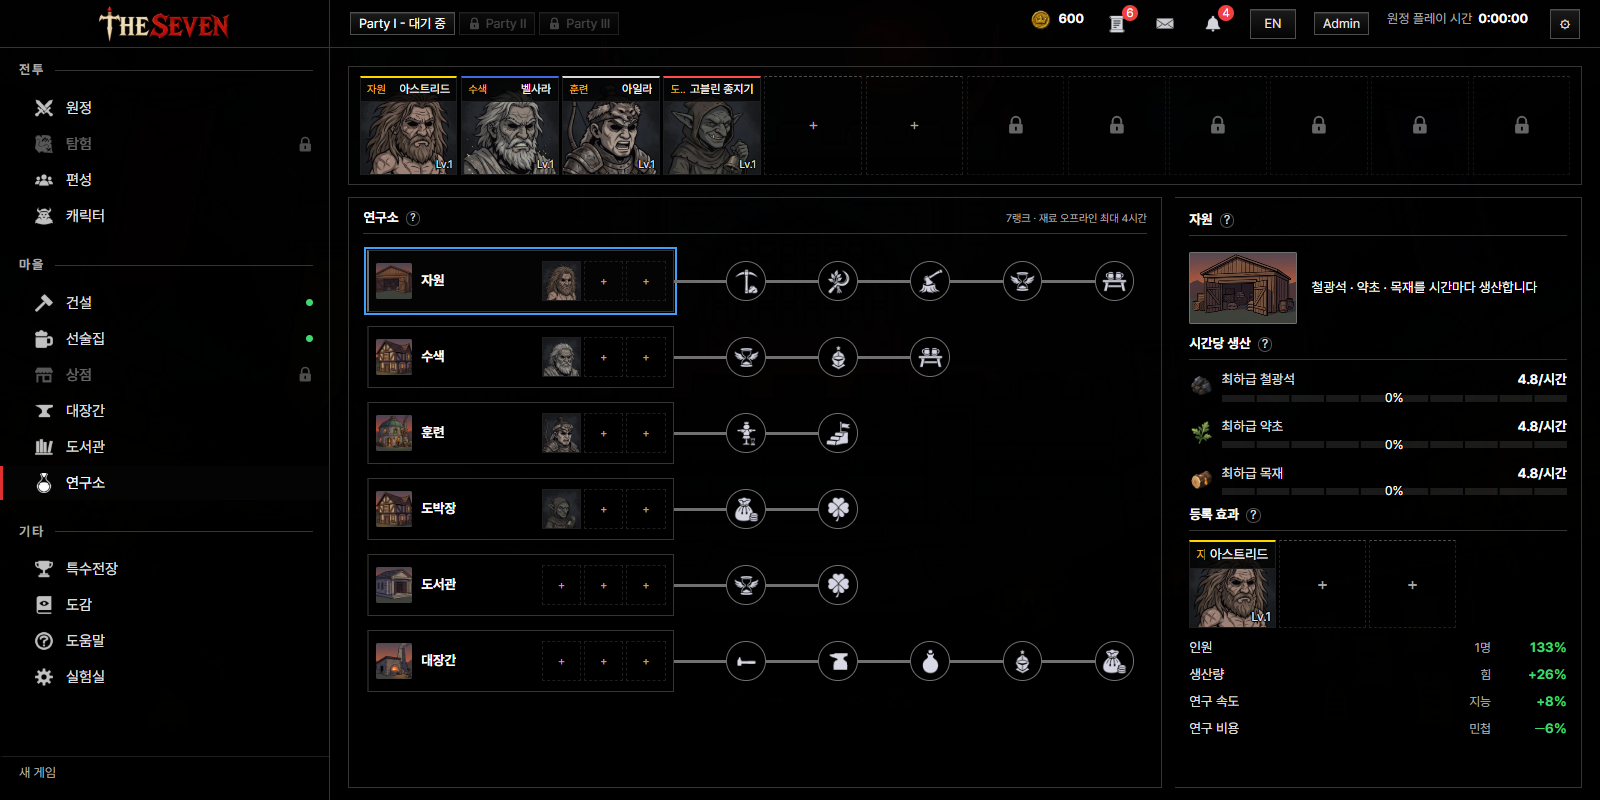 THE SEVEN
Party I - 대기 중
Party II
Party III
600
6
4
EN
Admin
원정 플레이 시간 0:00:00
전투
원정
탐험
편성
캐릭터
마을
건설
선술집
상점
대장간
도서관
연구소
기타
특수전장
도감
도움말
실험실
새 게임
자원 아스트리드
Lv.1
수색 벨사라
Lv.1
훈련 아일라
Lv.1
도.. 고블린 종지기
Lv.1
+
+
연구소 ?
7랭크 · 재료 오프라인 최대 4시간
자원 + +
수색 + +
훈련 + +
도박장 + +
도서관 + + +
대장간 + + +
자원 ?
철광석 · 약초 · 목재를 시간마다 생산합니다
시간당 생산 ?
최하급 철광석 4.8/시간
0%
최하급 약초 4.8/시간
0%
최하급 목재 4.8/시간
0%
등록 효과 ?
아스트리드
Lv.1
+
+
인원 1명 133%
생산량 힘 +26%
연구 속도 지능 +8%
연구 비용 민첩 −6%